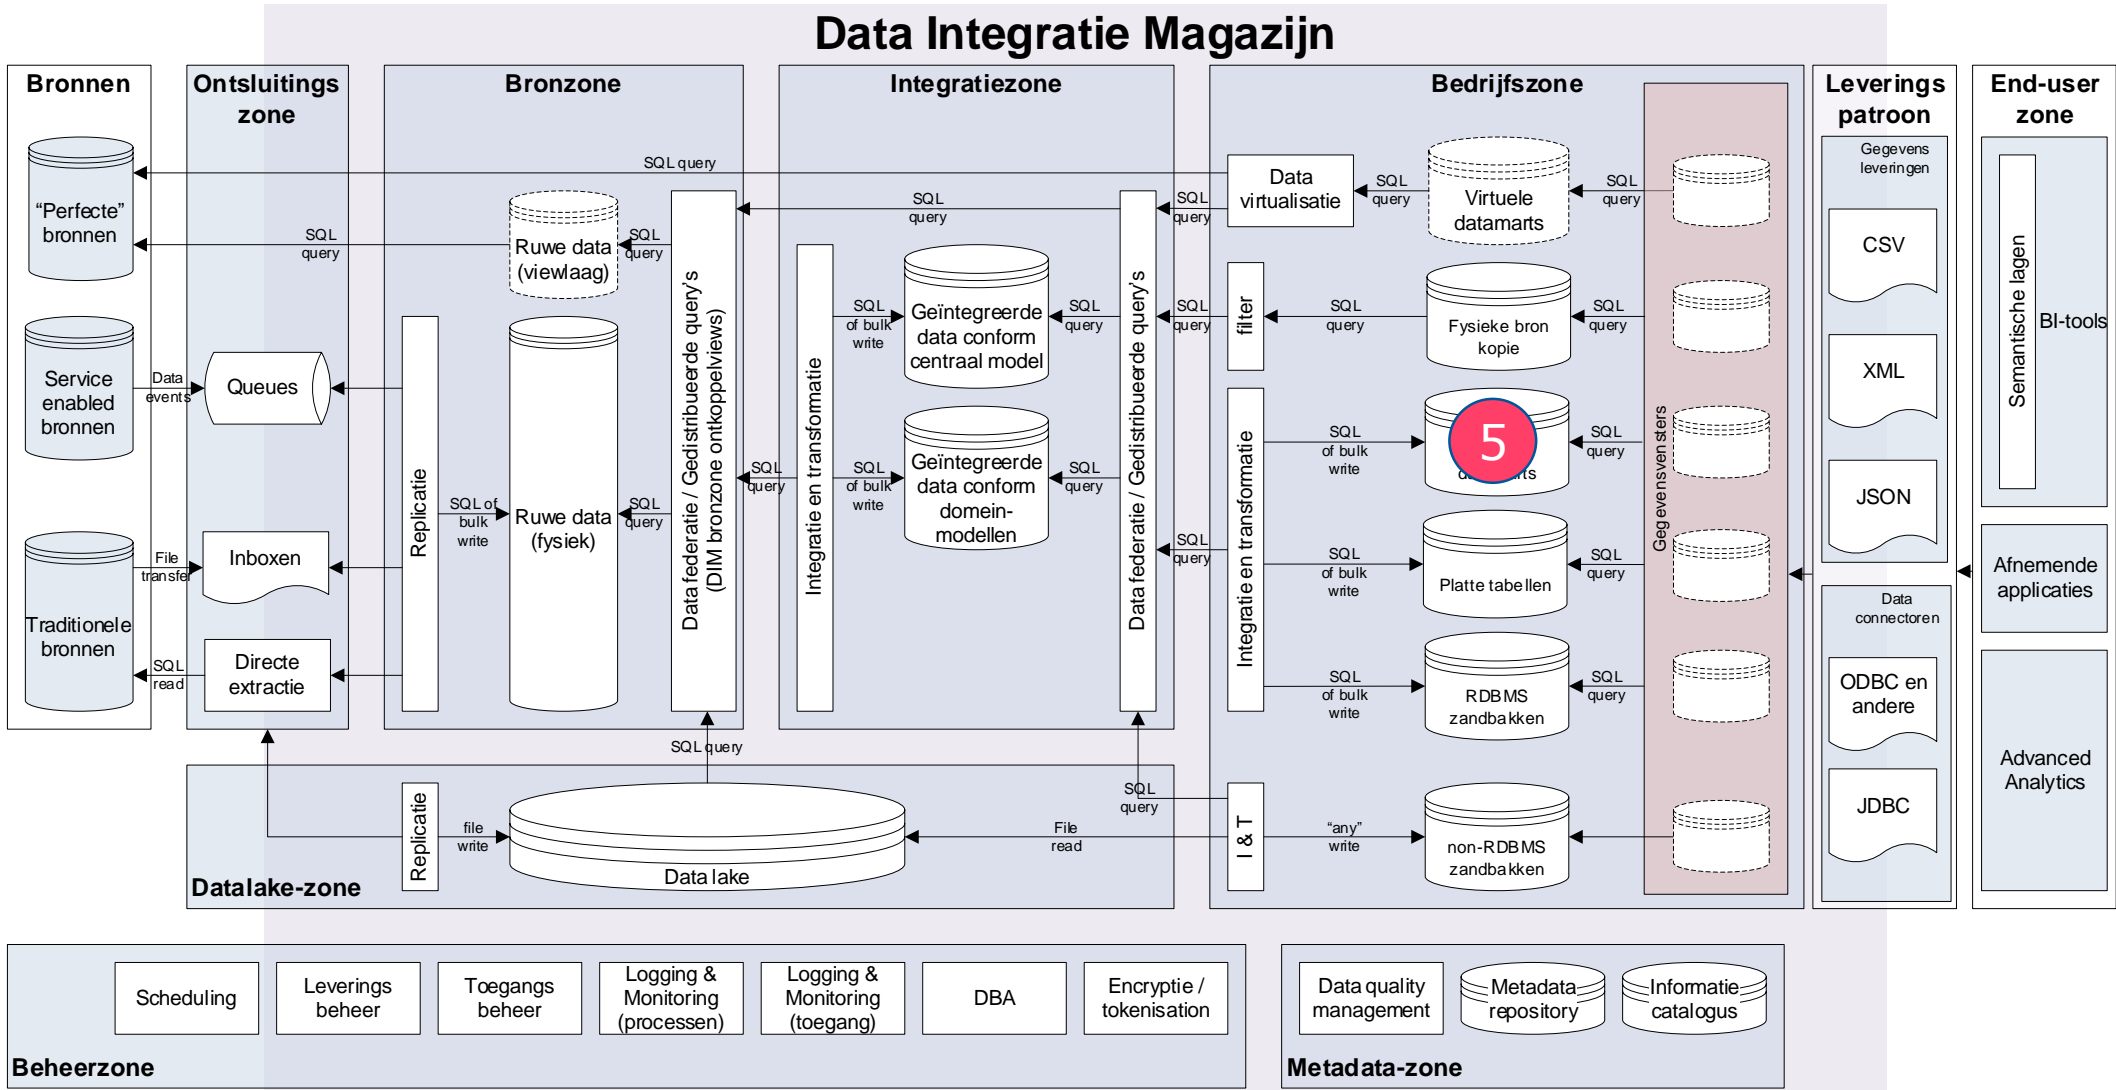 Data Integratie Magazijn
Bronnen
“Perfecte”
bronnen
Service
enabled
bronnen
Traditionele
bronnen
Data
events
File
transfer
SQL
read
Ontsluitings
zone
Queues
Inboxen
Directe
extractie
Bronzone
SQL query
SQL
query
Ruwe data
(viewlaag)
SQL
query
Replicatie
SQL of
bulk
write
Ruwe data
(fysiek)
SQL
query
Data federatie / Gedistribueerde query’s
(DIM bronzone ontkoppelviews)
SQL query
Integratiezone
SQL
query
SQL
query
Integratie en transformatie
SQL
of bulk
write
Geïntegreerde
data conform
centraal model
SQL
query
SQL
of bulk
write
Geïntegreerde
data conform
domein-
modellen
SQL
query
Data federatie / Gedistribueerde query’s
SQL
query
Bedrijfszone
SQL
query
Data
virtualisatie
SQL
query
Virtuele
datamarts
SQL
query
SQL
query
filter
SQL
query
Fysieke bron
kopie
SQL
query
SQL
query
Integratie en transformatie
SQL
of bulk
write
5
SQL
query
SQL
of bulk
write
Platte tabellen
SQL
query
SQL
of bulk
write
RDBMS
zandbakken
SQL
query
I & T
“any”
write
non-RDBMS
zandbakken
Gegevensvensters
Leverings
patroon
Gegevens
leveringen
CSV
XML
JSON
Data
connectoren
ODBC en
andere
JDBC
End-user
zone
Semantische lagen
BI-tools
Afnemende
applicaties
Advanced
Analytics
Datalake-zone
Replicatie
file
write
Data lake
File
read
Beheerzone
Scheduling
Leverings
beheer
Toegangs
beheer
Logging &
Monitoring
(processen)
Logging &
Monitoring
(toegang)
DBA
Encryptie /
tokenisation
Metadata-zone
Data quality
management
Metadata
repository
Informatie
catalogus